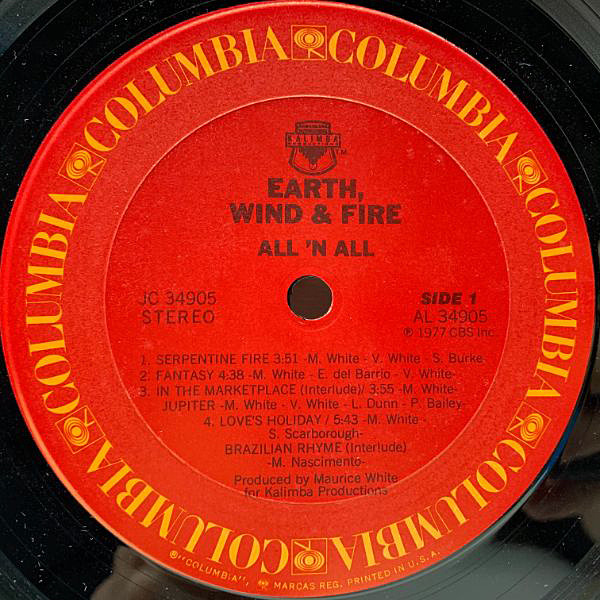 COLUMBIA COLUMBIA COLUMBIA COLUMBIA COLUMBIA COLUMBIA
T.M.
EARTH,
WIND & FIRE
ALL 'N ALL
JC 34905
STEREO
SIDE 1
AL 34905
℗ 1977 CBS Inc.
1. SERPENTINE FIRE 3:51 -M. White - V. White - S. Burke-
2. FANTASY 4:38 -M. White - E. del Barrio - V. White-
3. IN THE MARKETPLACE (Interlude)/ 3:55 -M. White-
JUPITER -M. White - V. White - L. Dunn - P. Bailey-
4. LOVE'S HOLIDAY / 5:43 -M. White -
S. Scarborough-
BRAZILIAN RHYME (Interlude)
-M. Nascimento-
Produced by Maurice White
for Kalimba Productions
®"COLUMBIA", MARCAS REG. PRINTED IN U.S.A.